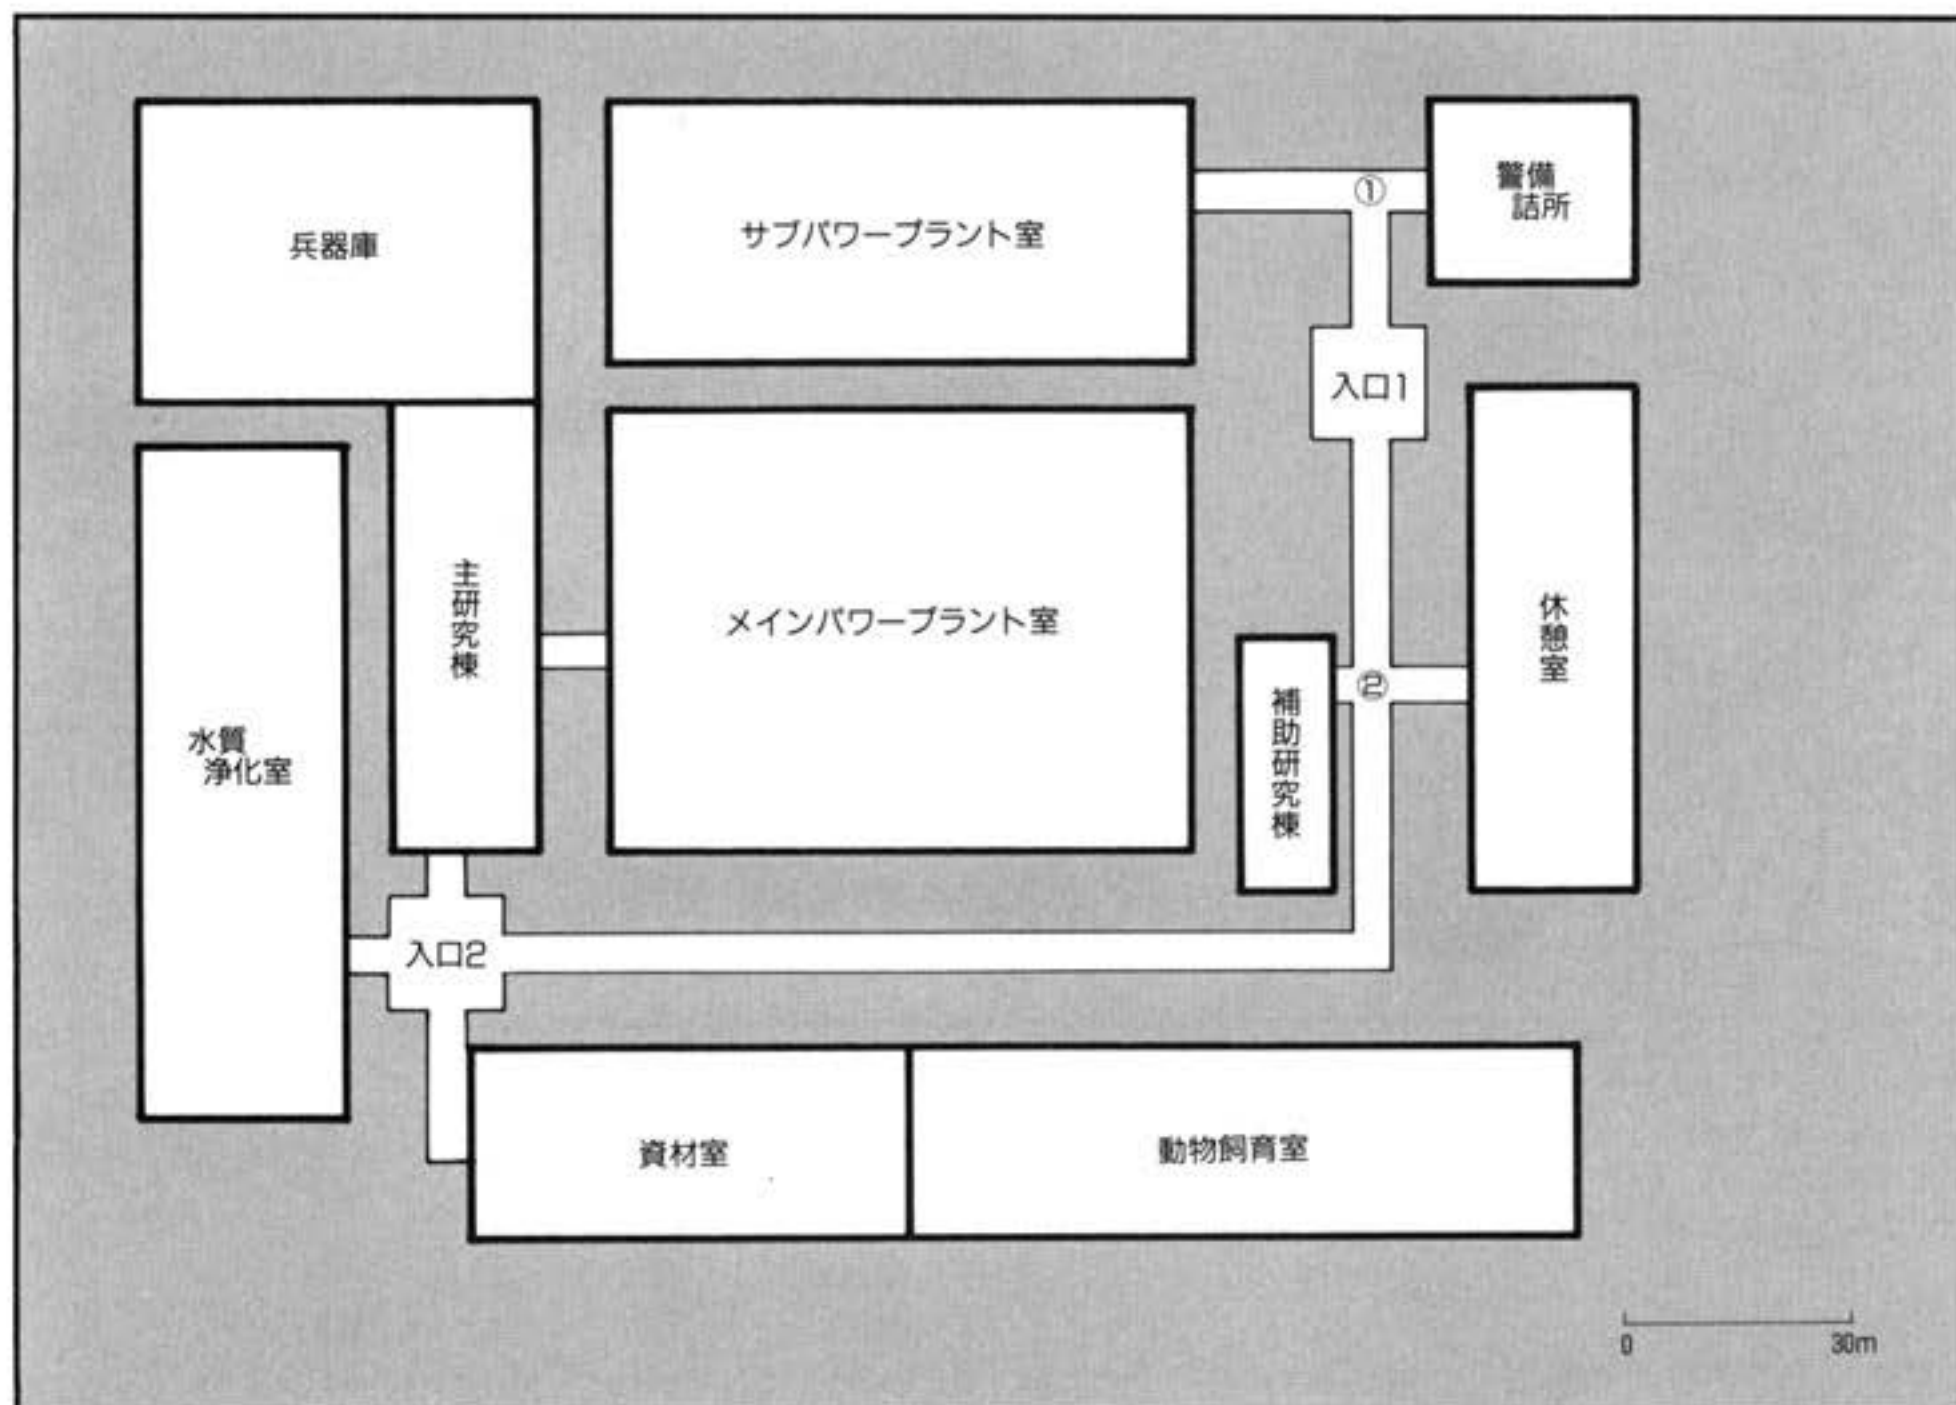 兵器庫
サブパワープラント室
①
警備
詰所
入口1
主研究棟
メインパワープラント室
休憩室
②
補助研究棟
水質
浄化室
入口2
資材室
動物飼育室
0
30m